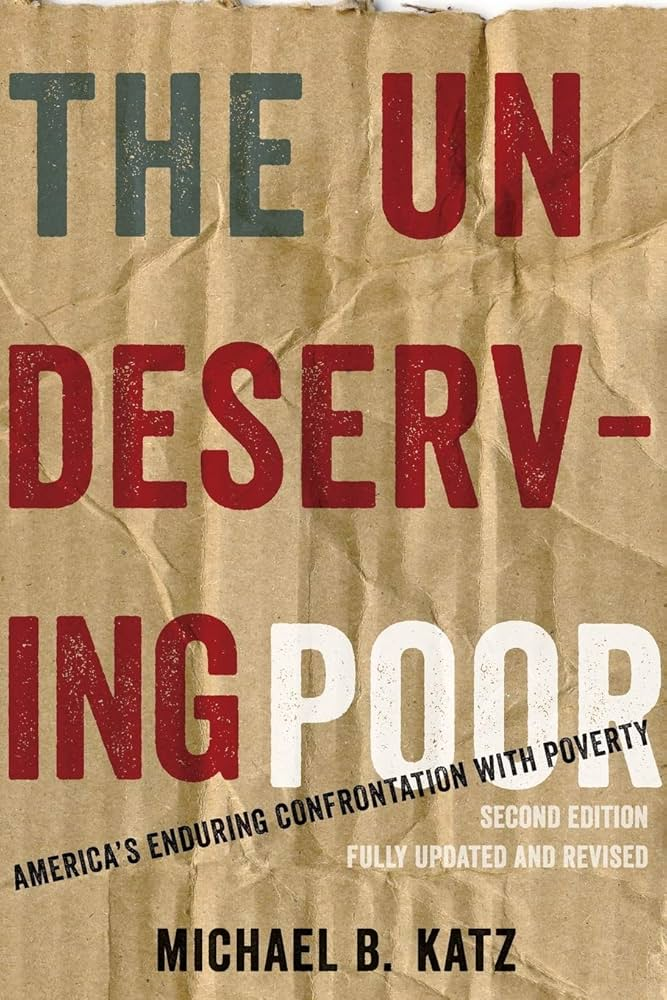 THE UN
DESERV-
ING POOR
AMERICA'S ENDURING CONFRONTATION WITH POVERTY
SECOND EDITION
FULLY UPDATED AND REVISED
MICHAEL B. KATZ